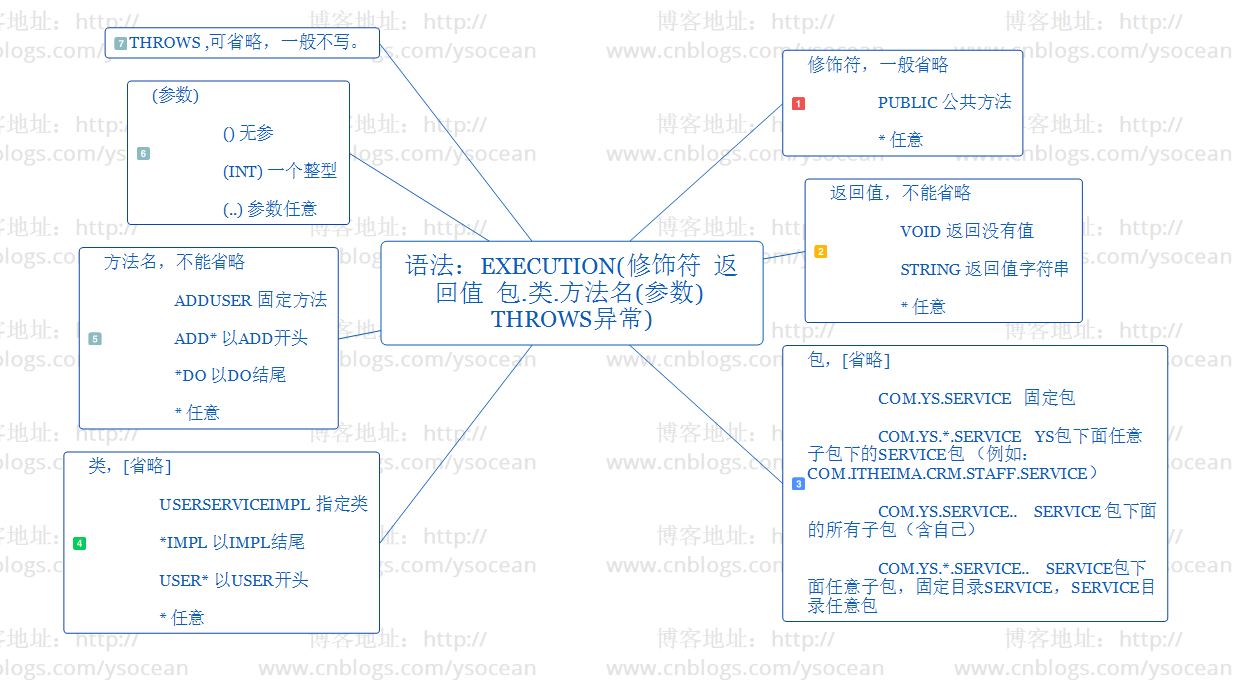 语法：EXECUTION(修饰符 返
回值 包.类.方法名(参数)
THROWS异常)
1
修饰符，一般省略
PUBLIC 公共方法
* 任意
2
返回值，不能省略
VOID 返回没有值
STRING 返回值字符串
* 任意
3
包，[省略]
COM.YS.SERVICE 固定包
COM.YS.*.SERVICE YS包下面任意
子包下的SERVICE包（例如：
COM.ITHEIMA.CRM.STAFF.SERVICE）
COM.YS.SERVICE.. SERVICE 包下面
的所有子包（含自己）
COM.YS.*.SERVICE.. SERVICE包下
面任意子包，固定目录SERVICE，SERVICE目
录任意包
4
类，[省略]
USERSERVICEIMPL 指定类
*IMPL 以IMPL结尾
USER* 以USER开头
* 任意
5
方法名，不能省略
ADDUSER 固定方法
ADD* 以ADD开头
*DO 以DO结尾
* 任意
6
(参数)
() 无参
(INT) 一个整型
(..) 参数任意
7
THROWS ,可省略，一般不写。
博客地址：http://
www.cnblogs.com/ysocean